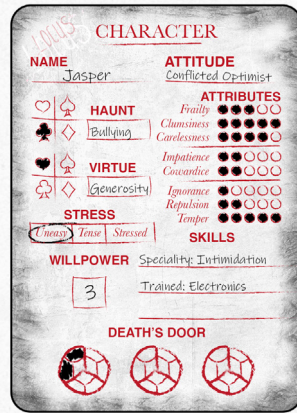 CHARACTER
NAME
Jasper
ATTITUDE
Conflicted Optimist
HAUNT
Bullying
VIRTUE
Generosity
STRESS
Uneasy Tense Stressed
WILLPOWER
3
ATTRIBUTES
Frailty
Clumsiness
Carelessness
Impatience
Cowardice
Ignorance
Repulsion
Temper
SKILLS
Speciality: Intimidation
Trained: Electronics
DEATH'S DOOR